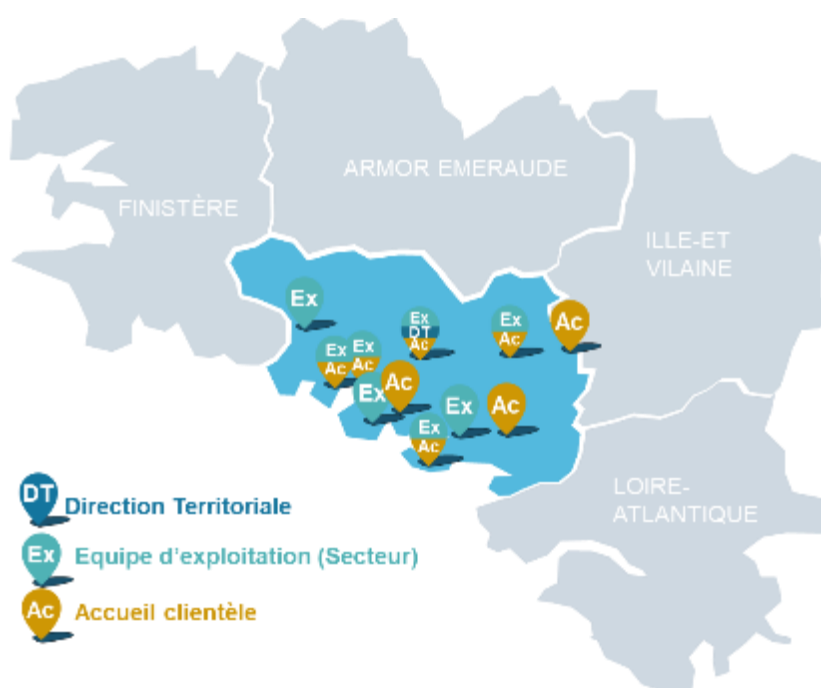 ARMOR EMERAUDE
FINISTÈRE
ILLE-ET
VILAINE
Ex
Ex
DT
Ac
Ex
Ac
Ac
Ex
Ac
Ex
Ac
Ex
Ac
Ex
Ac
Ex
Ac
LOIRE-
ATLANTIQUE
DT Direction Territoriale
Ex Equipe d'exploitation (Secteur)
Ac Accueil clientèle